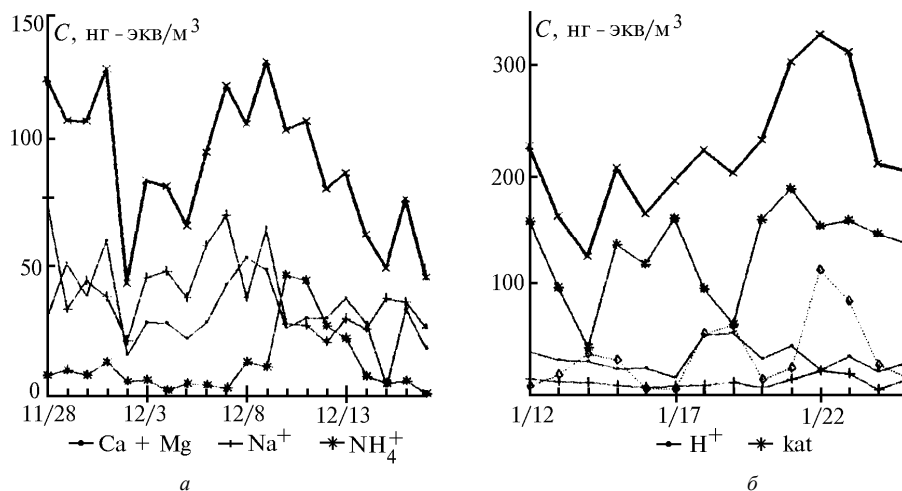 150
C, нг - экв/м³
100
50
0
11/28 12/3 12/8 12/13
Ca + Mg Na⁺ NH₄⁺
а
C, нг - экв/м³
300
200
100
1/12 1/17 1/22
H⁺ kat
б